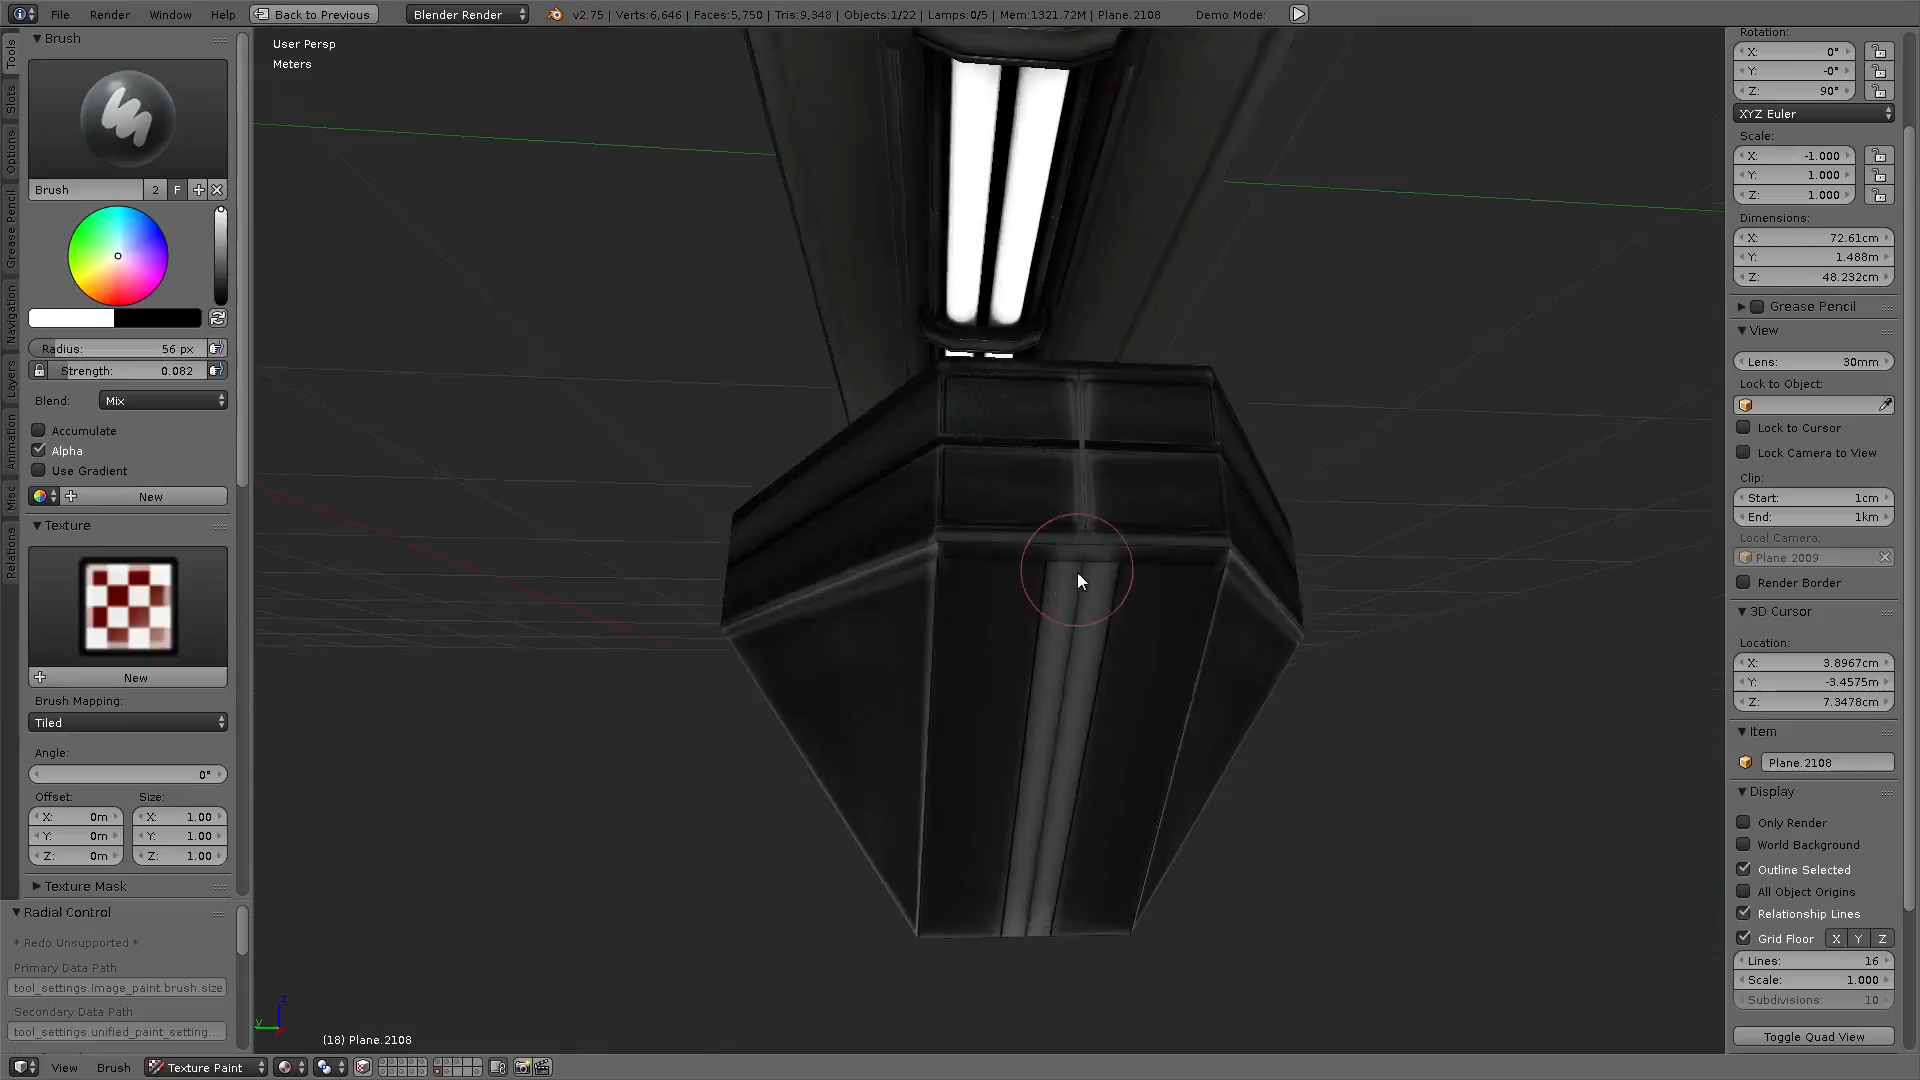 File Render Window Help Back to Previous Blender Render v2.75 | Verts:6,646 | Faces:5,750 | Tris:9,348 | Objects:1/22 | Lamps:0/5 | Mem:1321.72M | Plane.2108 Demo Mode:
Tools
Slots
Options
Grease Pencil
Navigation
Layers
Animation
Misc
Relations
Brush
Brush 2 F
Radius: 56 px
Strength: 0.082
Blend: Mix
Accumulate
Alpha
Use Gradient
New
Texture
New
Brush Mapping:
Tiled
Angle:
0°
Offset: Size:
X: 0m X: 1.00
Y: 0m Y: 1.00
Z: 0m Z: 1.00
Texture Mask
Radial Control
* Redo Unsupported *
Primary Data Path
tool_settings.image_paint.brush.size
Secondary Data Path
tool_settings.unified_paint_setting...
User Persp
Meters
z
y
(18) Plane.2108
View Brush Texture Paint
Rotation:
X: 0°
Y: -0°
Z: 90°
XYZ Euler
Scale:
X: -1.000
Y: 1.000
Z: 1.000
Dimensions:
X: 72.61cm
Y: 1.488m
Z: 48.232cm
Grease Pencil
View
Lens: 30mm
Lock to Object:
Lock to Cursor
Lock Camera to View
Clip:
Start: 1cm
End: 1km
Local Camera:
Plane.2009
Render Border
3D Cursor
Location:
X: 3.8967cm
Y: -3.4575m
Z: 7.3478cm
Item
Plane.2108
Display
Only Render
World Background
Outline Selected
All Object Origins
Relationship Lines
Grid Floor X Y Z
Lines: 16
Scale: 1.000
Subdivisions: 10
Toggle Quad View